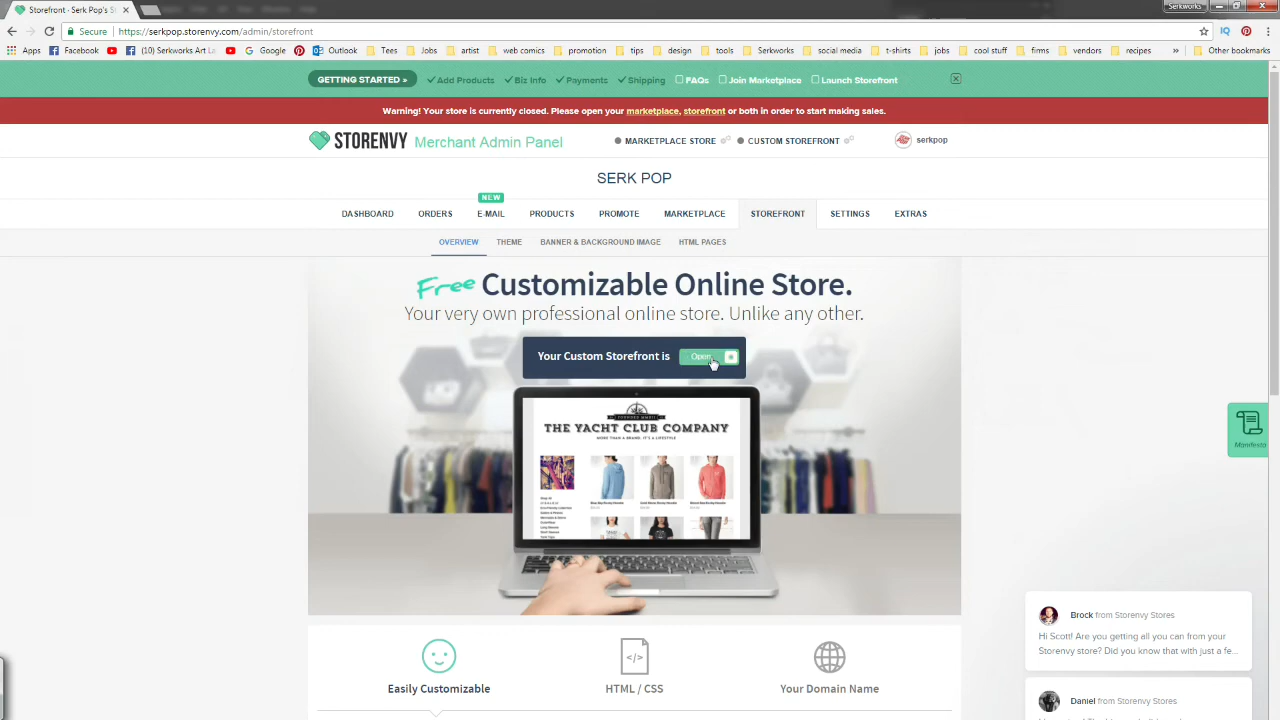 Storefront - Serk Pop's S
Serkworks
Secure
https://serkpop.storenvy.com/admin/storefront
Apps
Facebook
(10) Serkworks Art La
Google
Outlook
Tees
Jobs
artist
web comics
promotion
tips
design
tools
Serkworks
social media
t-shirts
jobs
cool stuff
firms
vendors
recipes
»
Other bookmarks
GETTING STARTED »
Add Products
Biz Info
Payments
Shipping
FAQs
Join Marketplace
Launch Storefront
Warning! Your store is currently closed. Please open your marketplace, storefront or both in order to start making sales.
STORENVY Merchant Admin Panel
MARKETPLACE STORE
CUSTOM STOREFRONT
serkpop
SERK POP
NEW
DASHBOARD
ORDERS
E-MAIL
PRODUCTS
PROMOTE
MARKETPLACE
STOREFRONT
SETTINGS
EXTRAS
OVERVIEW
THEME
BANNER & BACKGROUND IMAGE
HTML PAGES
Free Customizable Online Store.
Your very own professional online store. Unlike any other.
Your Custom Storefront is Open
THE YACHT CLUB COMPANY
MORE THAN A BRAND, IT'S A LIFESTYLE
Manifesto
Brock from Storenvy Stores
Hi Scott! Are you getting all you can from your
Storenvy store? Did you know that with just a fe...
Easily Customizable
HTML / CSS
Your Domain Name
Daniel from Storenvy Stores